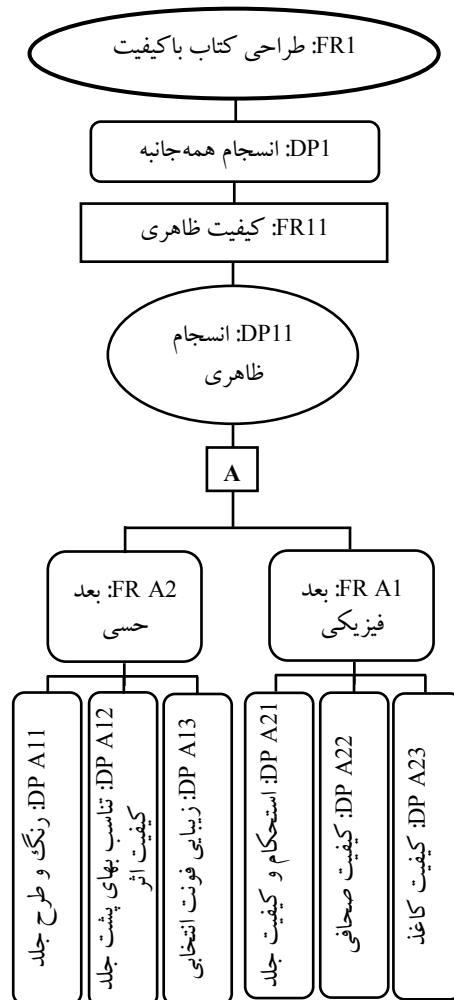 FR1: طراحی کتاب باکیفیت
DP1: انسجام همه‌جانبه
FR11: کیفیت ظاهری
DP11: انسجام
ظاهری
A
FR A1: بعد
فیزیکی
FR A2: بعد
حسی
DP A23: کیفیت کاغذ
DP A22: کیفیت صحافی
DP A21: استحکام و کیفیت جلد
DP A13: زیبایی فونت انتخابی
DP A12: تناسب بهای پشت جلد
کیفیت اثر
DP A11: رنگ و طرح جلد